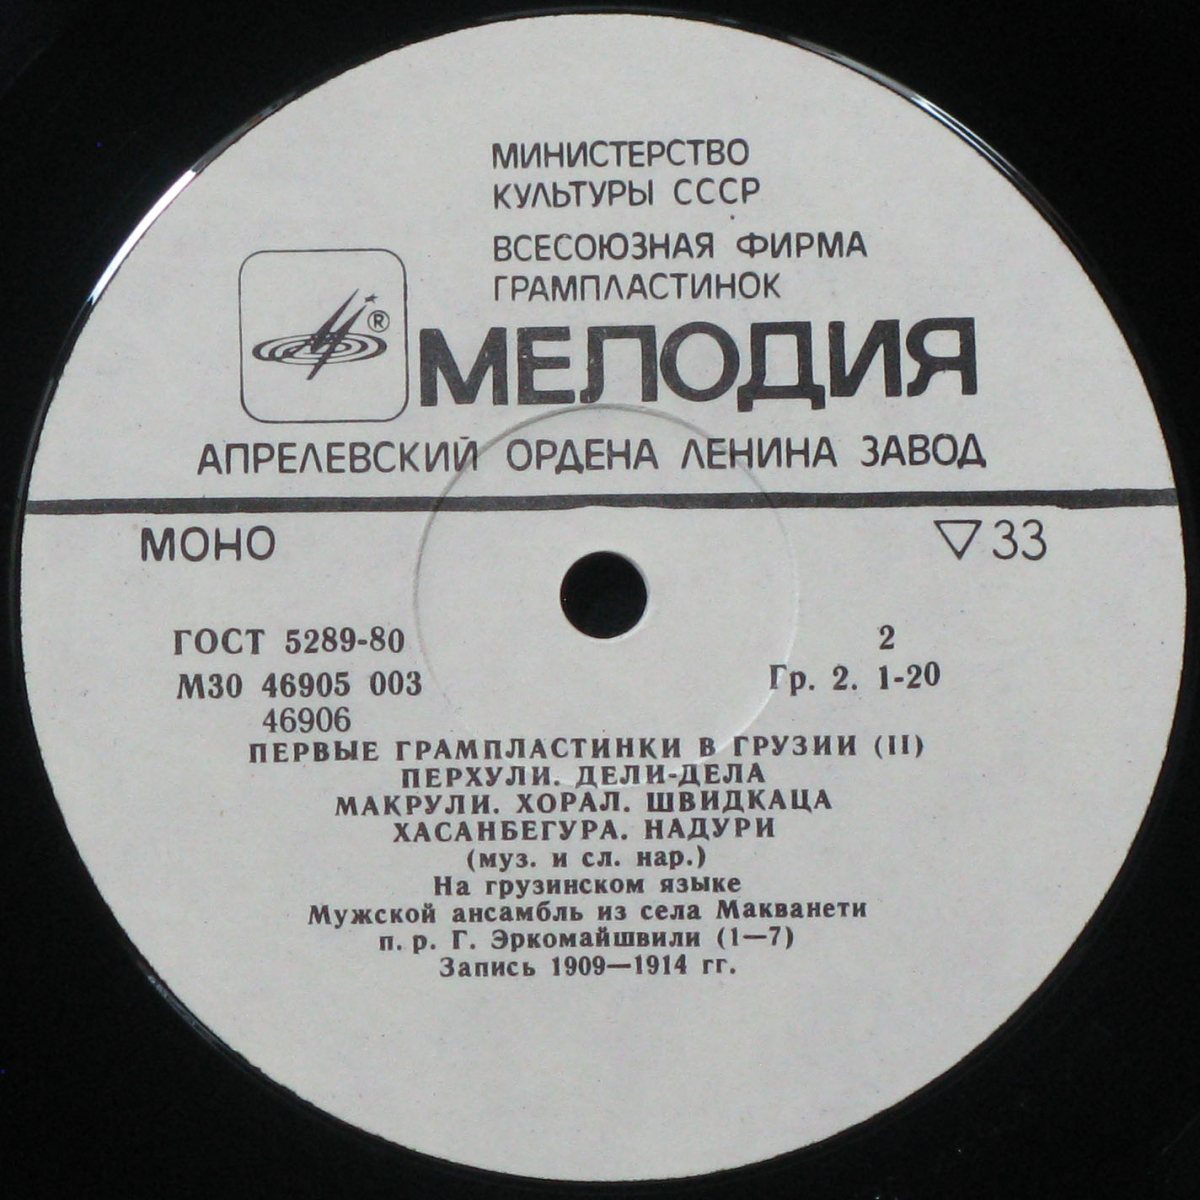 МИНИСТЕРСТВО
КУЛЬТУРЫ СССР
ВСЕСОЮЗНАЯ ФИРМА
ГРАМПЛАСТИНОК
®
МЕЛОДИЯ
АПРЕЛЕВСКИЙ ОРДЕНА ЛЕНИНА ЗАВОД
МОНО ▽33
ГОСТ 5289-80 2
М30 46905 003 Гр. 2. 1-20
46906
ПЕРВЫЕ ГРАМПЛАСТИНКИ В ГРУЗИИ (II)
ПЕРХУЛИ. ДЕЛИ-ДЕЛА
МАКРУЛИ. ХОРАЛ. ШВИДКАЦА
ХАСАНБЕГУРА. НАДУРИ
(муз. и сл. нар.)
На грузинском языке
Мужской ансамбль из села Макванети
п. р. Г. Эркомайшвили (1—7)
Запись 1909—1914 гг.